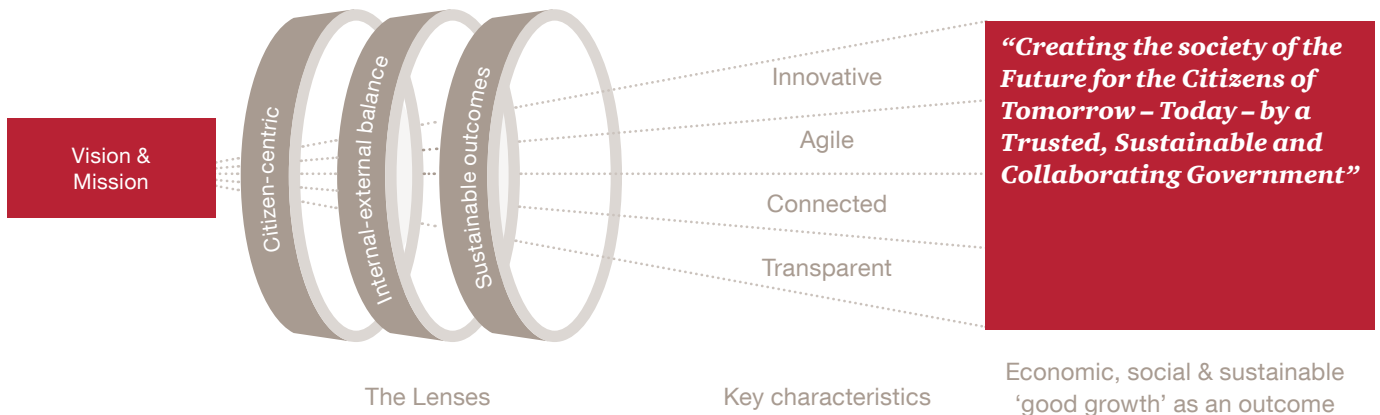 Vision &
Mission
Citizen-centric
Internal-external balance
Sustainable outcomes
Innovative
Agile
Connected
Transparent
“Creating the society of the
Future for the Citizens of
Tomorrow – Today – by a
Trusted, Sustainable and
Collaborating Government”
The Lenses
Key characteristics
Economic, social & sustainable
‘good growth’ as an outcome